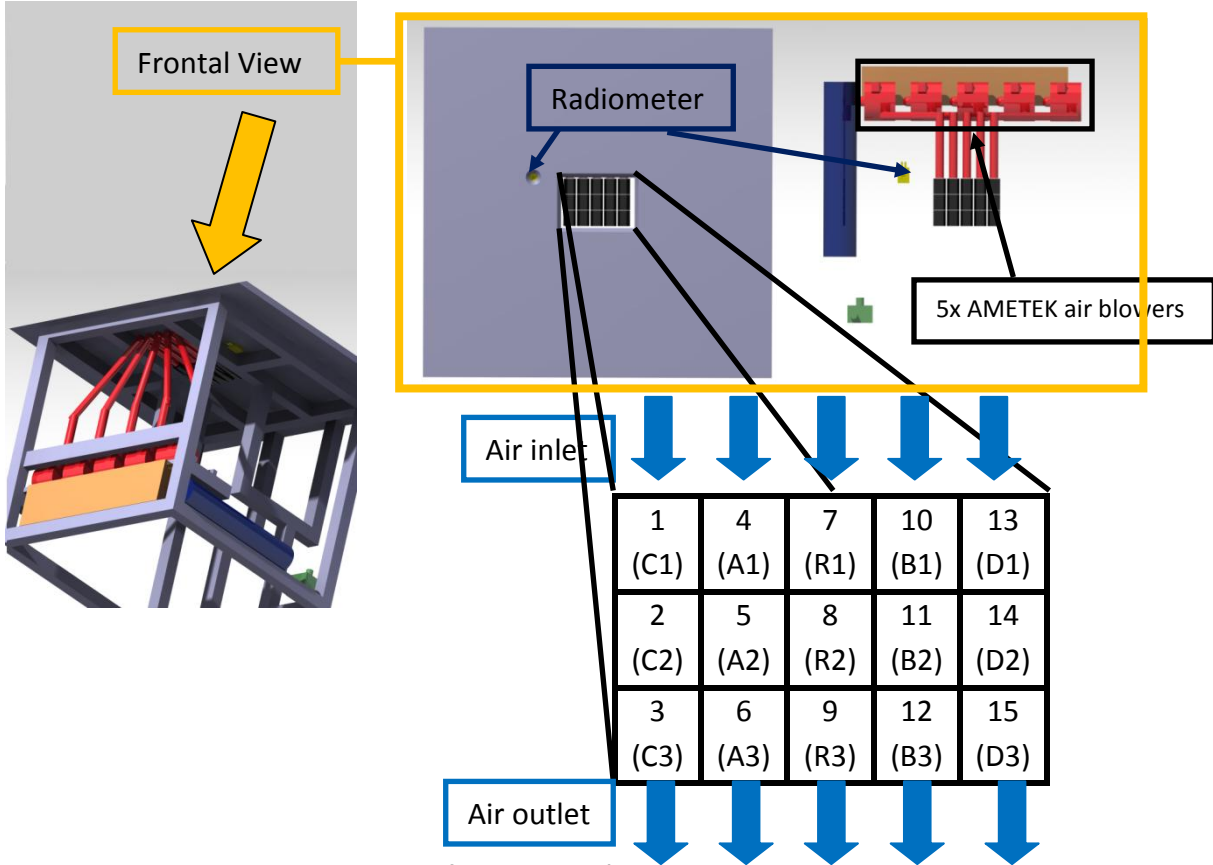 Frontal View
Radiometer
5x AMETEK air blowers
Air inlet
1 4 7 10 13
(C1) (A1) (R1) (B1) (D1)
2 5 8 11 14
(C2) (A2) (R2) (B2) (D2)
3 6 9 12 15
(C3) (A3) (R3) (B3) (D3)
Air outlet